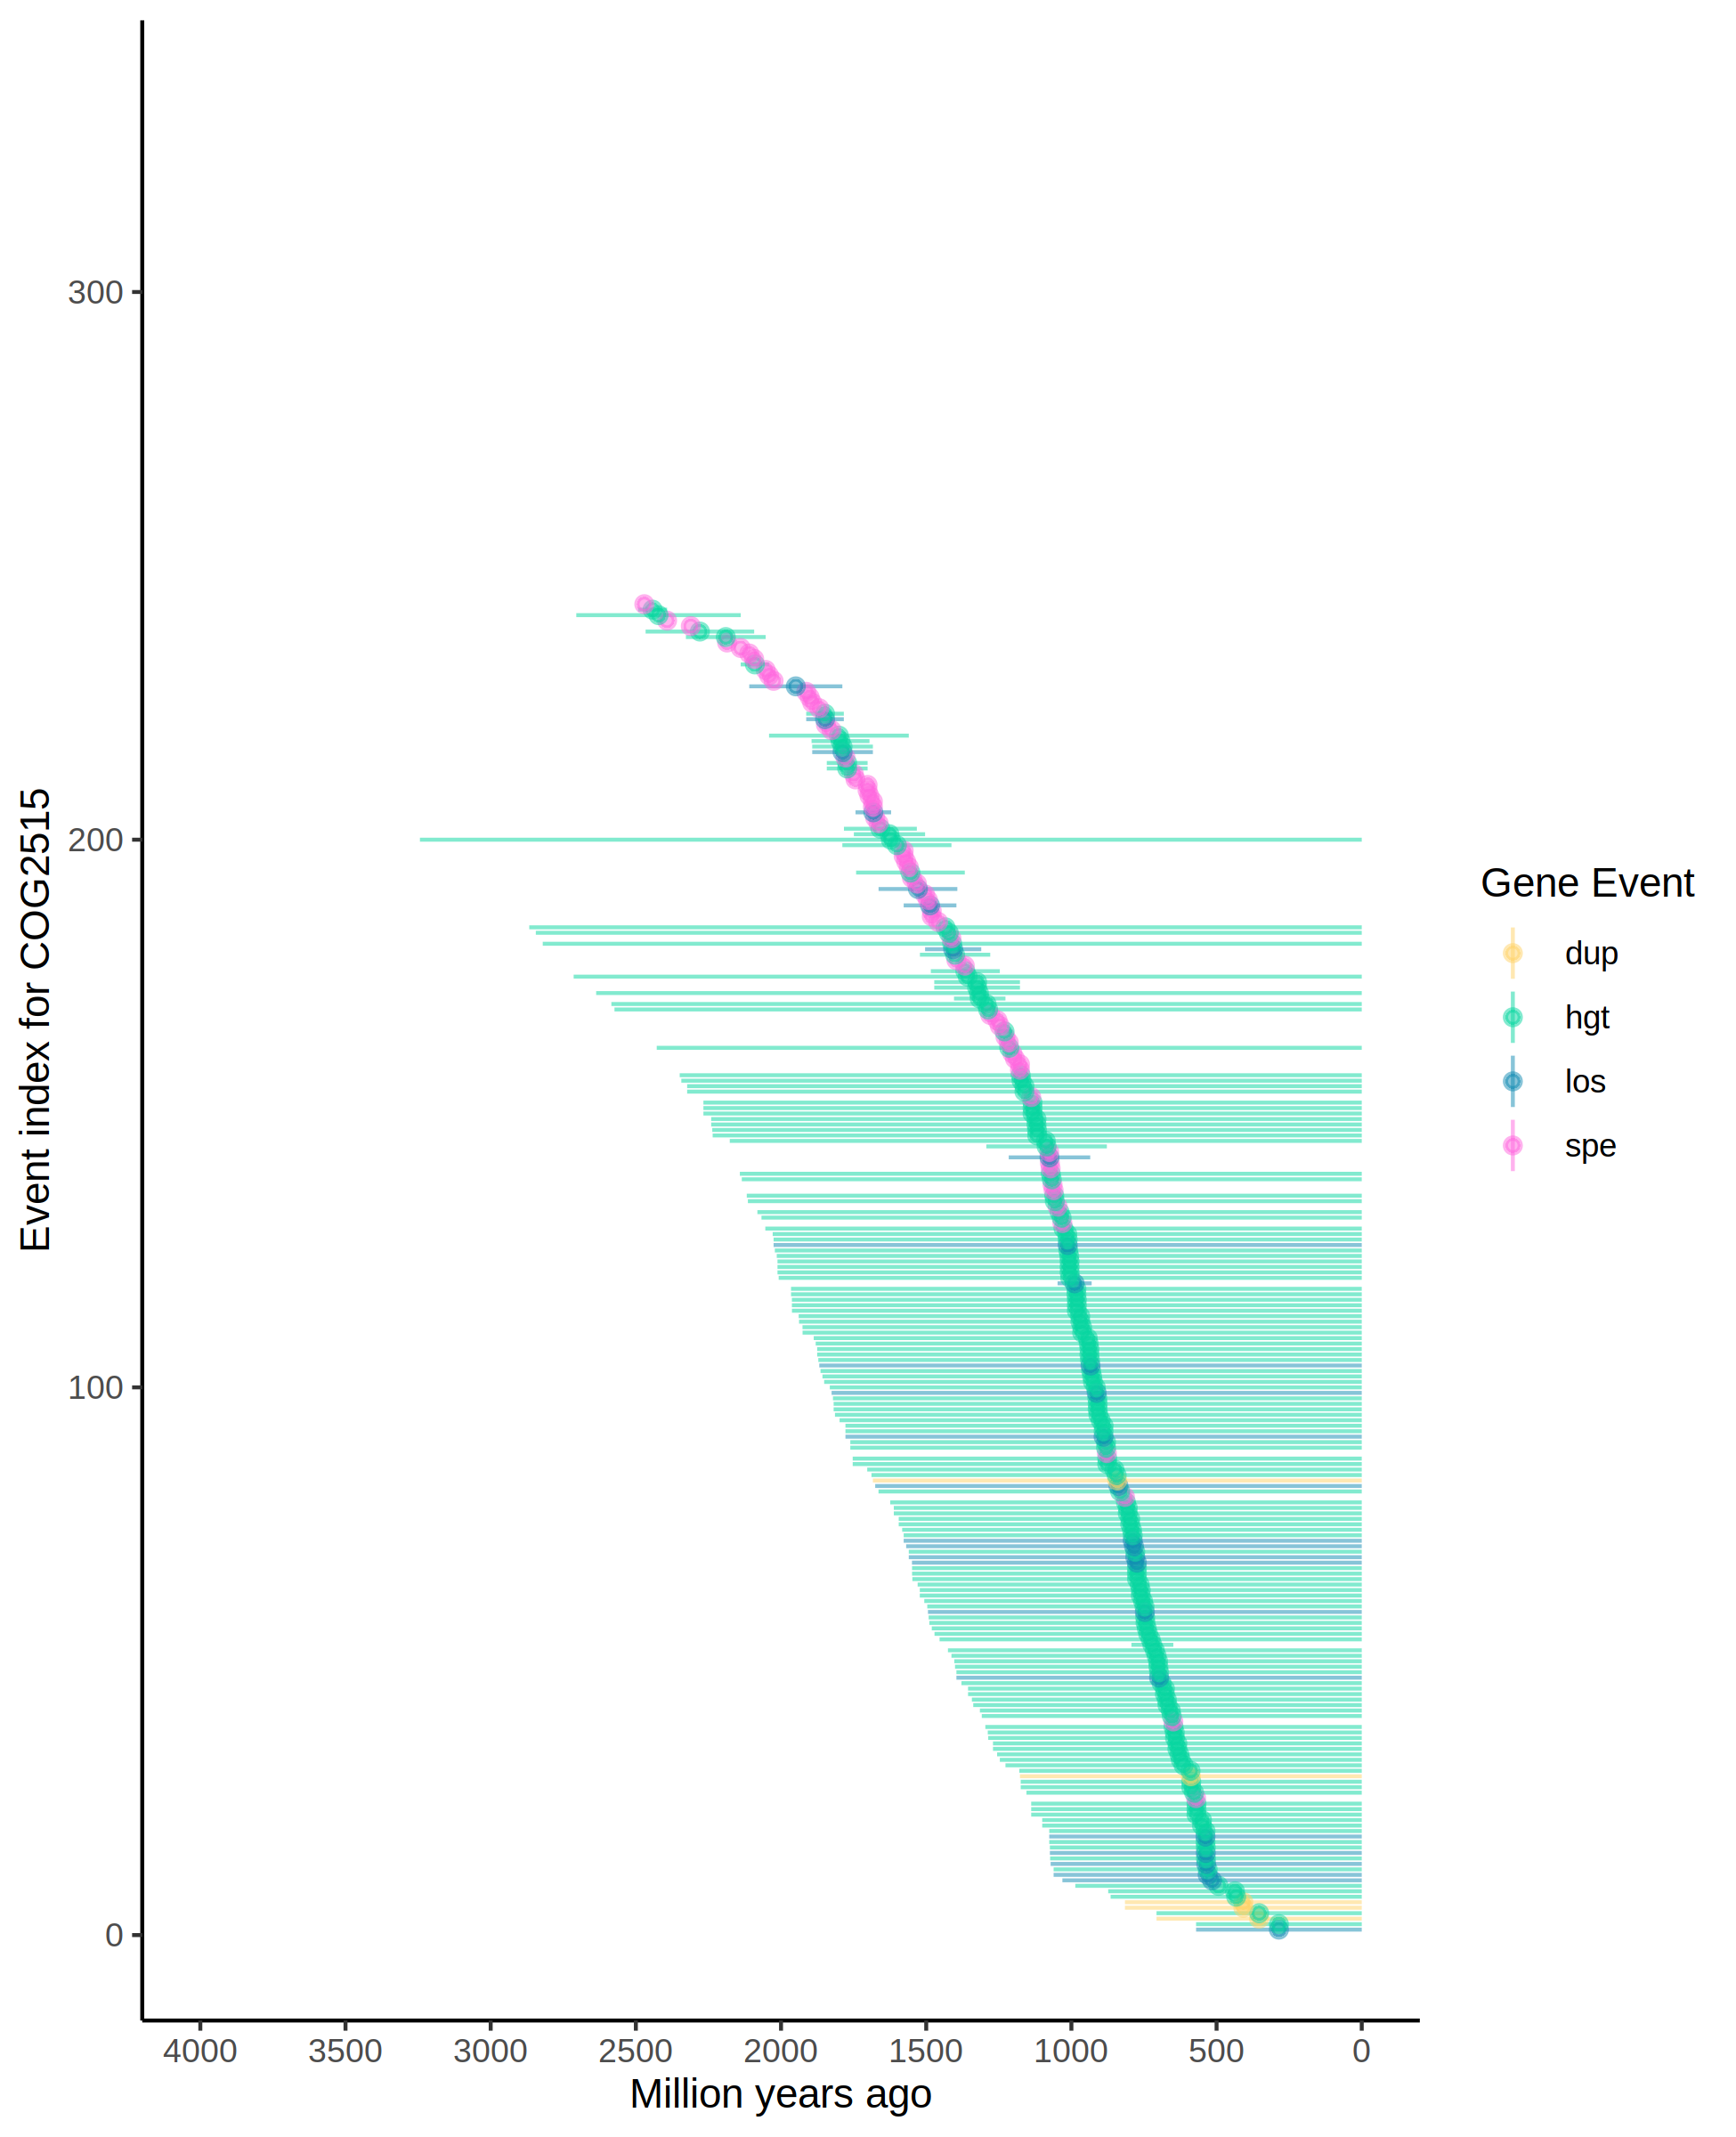 Event index for COG2515
300
200
100
0
4000 3500 3000 2500 2000 1500 1000 500 0
Million years ago
Gene Event
dup
hgt
los
spe